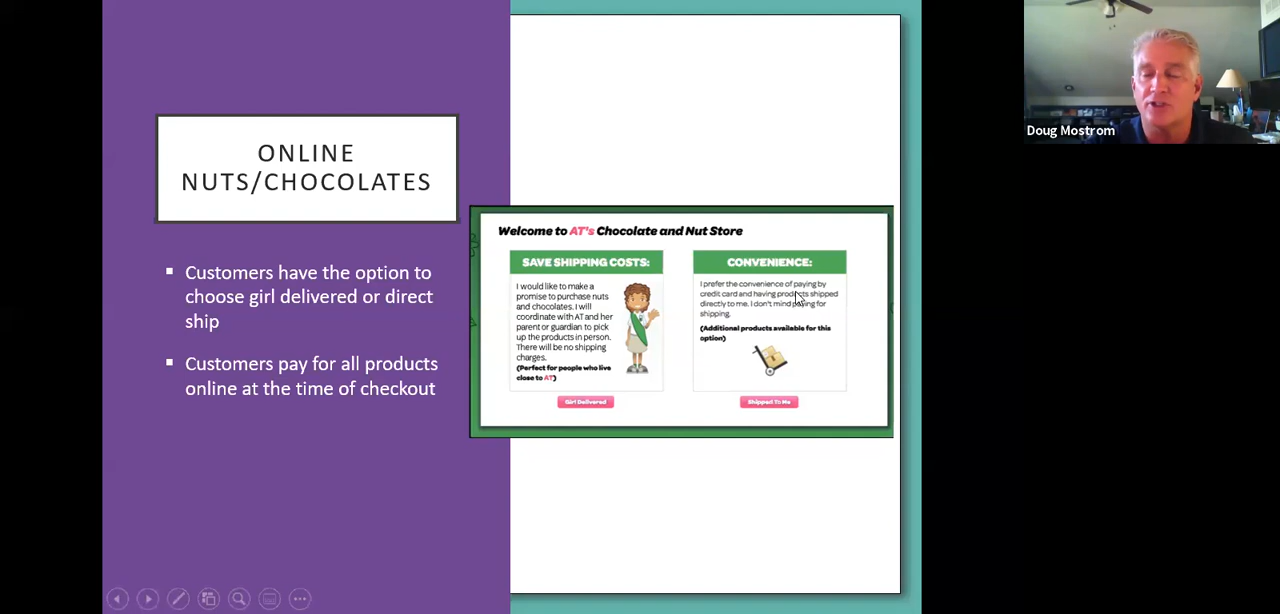 ONLINE
NUTS/CHOCOLATES
Customers have the option to
choose girl delivered or direct
ship
Customers pay for all products
online at the time of checkout
Welcome to AT's Chocolate and Nut Store
SAVE SHIPPING COSTS:
I would like to make a
promise to purchase nuts
and chocolates. I will
coordinate with AT and her
parent or guardian to pick
up the products in person.
There will be no shipping
charges.
(Perfect for people who live
close to AT)
Girl Delivered
CONVENIENCE:
I prefer the convenience of paying by
credit card and having products shipped
directly to me. I don't mind paying for
shipping.
(Additional products available for this
option)
Shipped To Me
Doug Mostrom